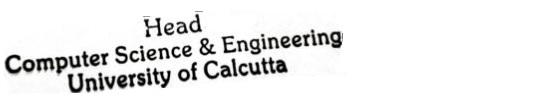 Head
Computer Science & Engineering
University of Calcutta